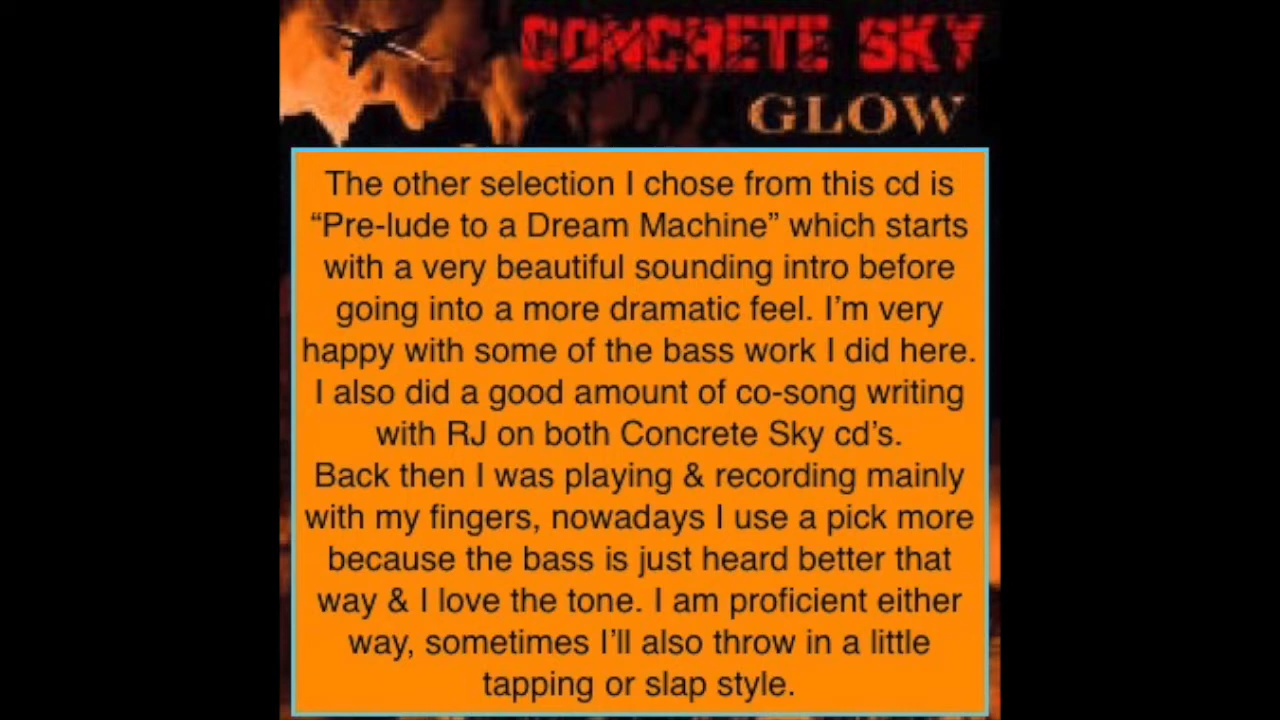 CONCRETE SKY
GLOW
The other selection I chose from this cd is
“Pre-lude to a Dream Machine” which starts
with a very beautiful sounding intro before
going into a more dramatic feel. I’m very
happy with some of the bass work I did here.
I also did a good amount of co-song writing
with RJ on both Concrete Sky cd’s.
Back then I was playing & recording mainly
with my fingers, nowadays I use a pick more
because the bass is just heard better that
way & I love the tone. I am proficient either
way, sometimes I’ll also throw in a little
tapping or slap style.